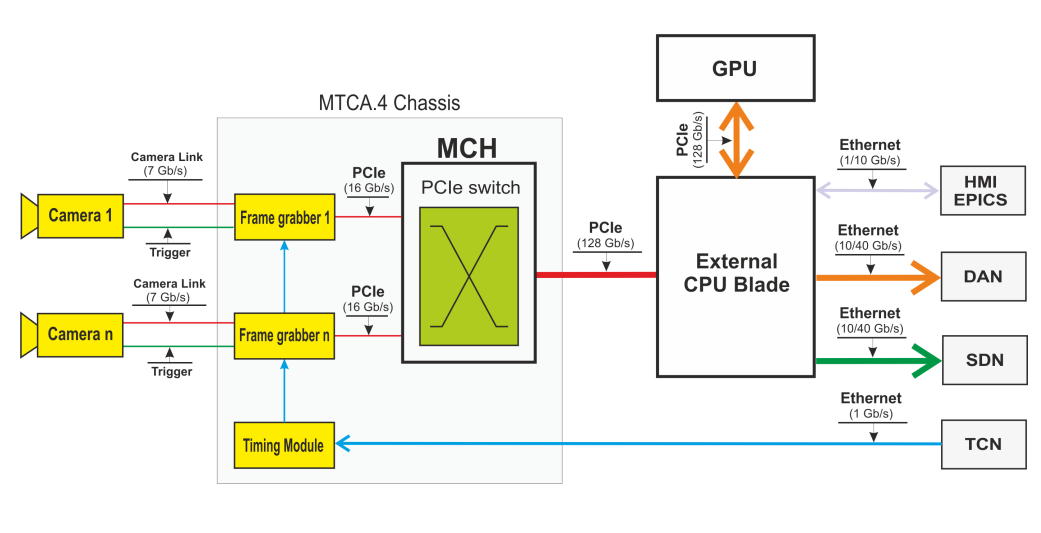 GPU
MTCA.4 Chassis
MCH
PCIe
(128 Gb/s)
Ethernet
(1/10 Gb/s)
Camera Link
(7 Gb/s)
PCIe
(16 Gb/s)
PCIe switch
HMI
EPICS
Camera 1
Frame grabber 1
Trigger
PCIe
(128 Gb/s)
External
CPU Blade
Ethernet
(10/40 Gb/s)
DAN
Camera Link
(7 Gb/s)
PCIe
(16 Gb/s)
Ethernet
(10/40 Gb/s)
Camera n
Frame grabber n
SDN
Trigger
Ethernet
(1 Gb/s)
Timing Module
TCN